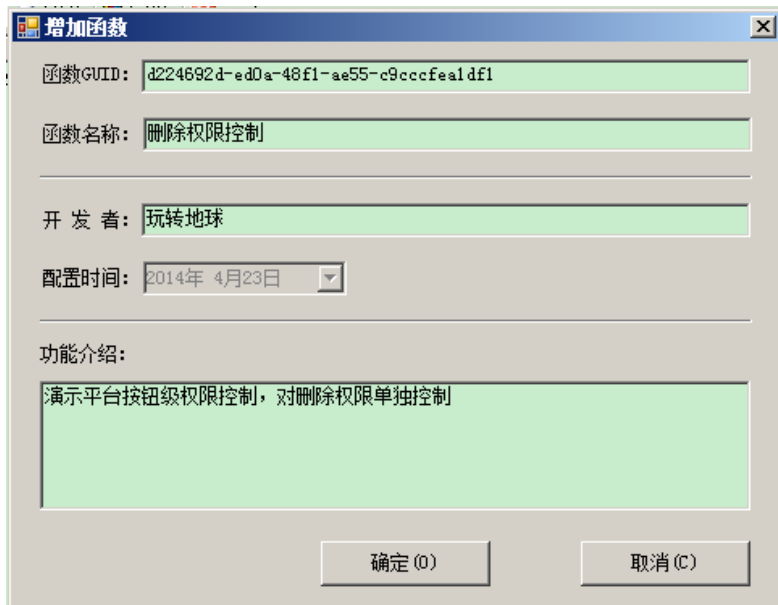 增加函数
函数GUID: d224692d-ed0a-48f1-ae55-c9cccfea1df1
函数名称: 删除权限控制
开 发 者: 玩转地球
配置时间: 2014年 4月23日
功能介绍:
演示平台按钮级权限控制，对删除权限单独控制
确定(O)
取消(C)